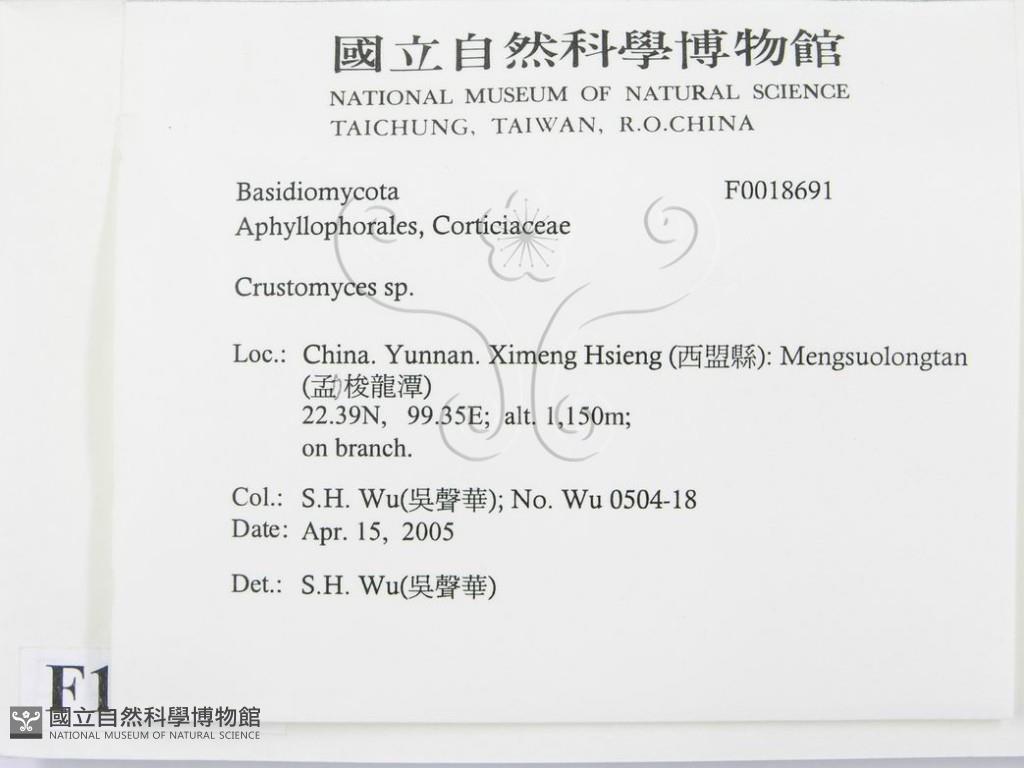 國立自然科學博物館
NATIONAL MUSEUM OF NATURAL SCIENCE
TAICHUNG, TAIWAN, R.O.CHINA
Basidiomycota F0018691
Aphyllophorales, Corticiaceae
Crustomyces sp.
Loc.: China. Yunnan. Ximeng Hsieng (西盟縣): Mengsuolongtan
(孟梭龍潭)
22.39N, 99.35E; alt. 1,150m;
on branch.
Col.: S.H. Wu(吳聲華); No. Wu 0504-18
Date: Apr. 15, 2005
Det.: S.H. Wu(吳聲華)
F1
國立自然科學博物館
NATIONAL MUSEUM OF NATURAL SCIENCE